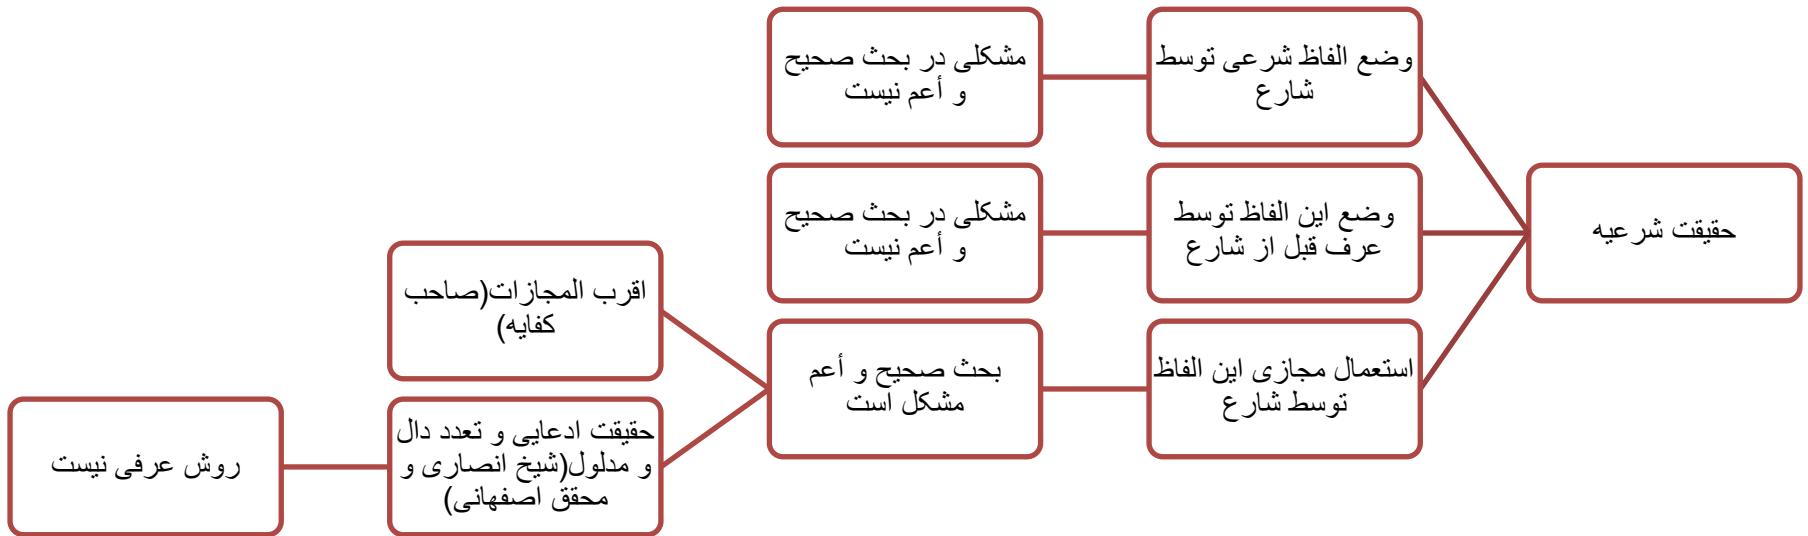 حقیقت شرعیه
وضع الفاظ شرعی توسط
شارع
مشکلی در بحث صحیح
و أعم نیست
وضع این الفاظ توسط
عرف قبل از شارع
مشکلی در بحث صحیح
و أعم نیست
استعمال مجازی این الفاظ
توسط شارع
بحث صحیح و أعم
مشکل است
اقرب المجازات(صاحب
کفایه)
حقیقت ادعایی و تعدد دال
و مدلول(شیخ انصاری و
محقق اصفهانی)
روش عرفی نیست